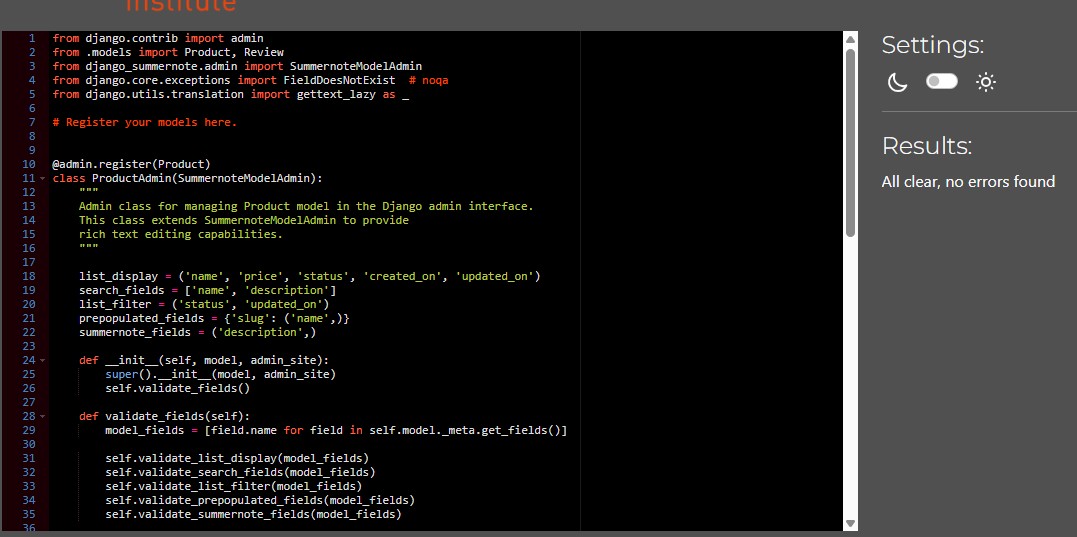 institute
1 from django.contrib import admin
2 from .models import Product, Review
3 from django_summernote.admin import SummernoteModelAdmin
4 from django.core.exceptions import FieldDoesNotExist  # noqa
5 from django.utils.translation import gettext_lazy as _
6
7 # Register your models here.
8
9
10 @admin.register(Product)
11 class ProductAdmin(SummernoteModelAdmin):
12     """
13     Admin class for managing Product model in the Django admin interface.
14     This class extends SummernoteModelAdmin to provide
15     rich text editing capabilities.
16     """
17
18     list_display = ('name', 'price', 'status', 'created_on', 'updated_on')
19     search_fields = ['name', 'description']
20     list_filter = ('status', 'updated_on')
21     prepopulated_fields = {'slug': ('name',)}
22     summernote_fields = ('description',)
23
24     def __init__(self, model, admin_site):
25         super().__init__(model, admin_site)
26         self.validate_fields()
27
28     def validate_fields(self):
29         model_fields = [field.name for field in self.model._meta.get_fields()]
30
31         self.validate_list_display(model_fields)
32         self.validate_search_fields(model_fields)
33         self.validate_list_filter(model_fields)
34         self.validate_prepopulated_fields(model_fields)
35         self.validate_summernote_fields(model_fields)
36
Settings:
Results:
All clear, no errors found